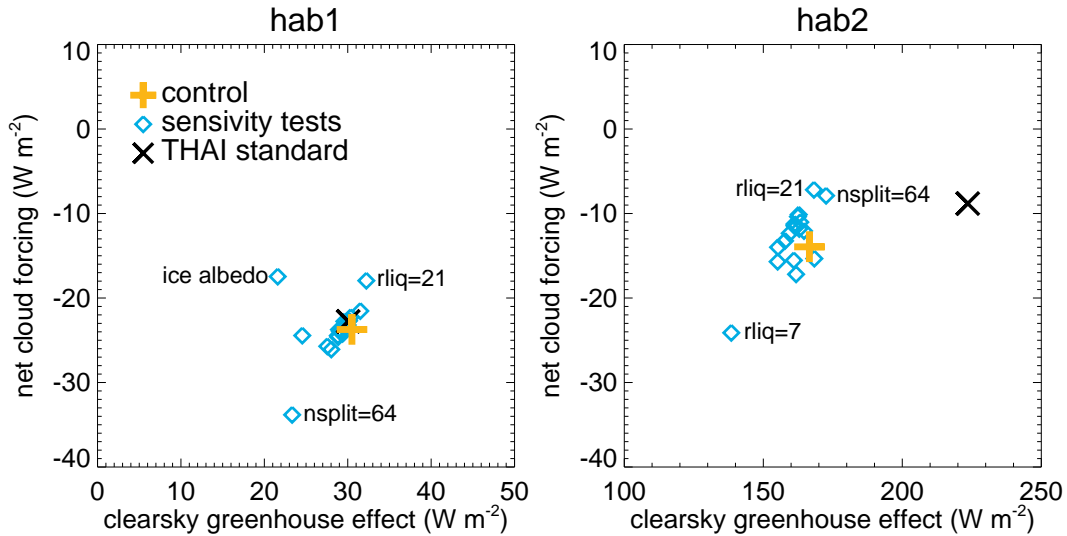 hab1
10
0
-10
-20
-30
-40
net cloud forcing (W m-2)
control
sensivity tests
THAI standard
ice albedo
rliq=21
nsplit=64
0 10 20 30 40 50
clearsky greenhouse effect (W m-2)
hab2
10
0
-10
-20
-30
-40
net cloud forcing (W m-2)
rliq=21
nsplit=64
rliq=7
100 150 200 250
clearsky greenhouse effect (W m-2)